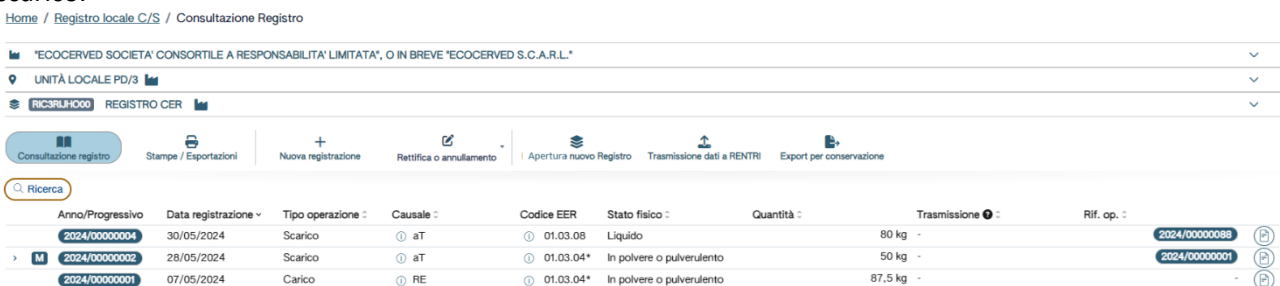 Home / Registro locale C/S / Consultazione Registro
"ECOCERVED SOCIETA' CONSORTILE A RESPONSABILITA' LIMITATA", O IN BREVE "ECOCERVED S.C.A.R.L."
UNITÀ LOCALE PD/3
RIC3RIJHO00 REGISTRO CER
Consultazione registro Stampe / Esportazioni Nuova registrazione Rettifica o annullamento Apertura nuovo Registro Trasmissione dati a RENTRI Export per conservazione
Ricerca
Anno/Progressivo Data registrazione Tipo operazione Causale Codice EER Stato fisico Quantità Trasmissione Rif. op.
2024/00000004 30/05/2024 Scarico aT 01.03.08 Liquido 80 kg - 2024/00000088
M 2024/00000002 28/05/2024 Scarico aT 01.03.04* In polvere o pulverulento 50 kg - 2024/00000001
2024/00000001 07/05/2024 Carico RE 01.03.04* In polvere o pulverulento 87,5 kg - -